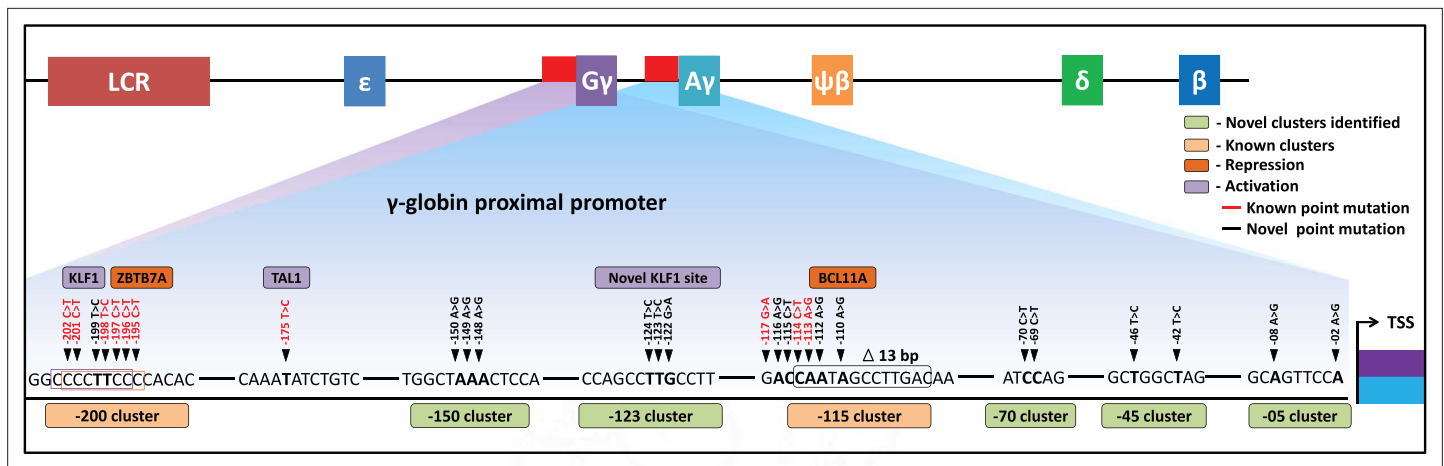 LCR ε Gγ Aγ ψβ δ β
- Novel clusters identified
- Known clusters
- Repression
- Activation
Known point mutation
Novel point mutation
γ-globin proximal promoter
KLF1 ZBTB7A TAL1 Novel KLF1 site BCL11A
-202 C>T
-201 C>T
-199 T>C
-198 T>C
-197 C>T
-196 C>T
-195 C>T
-175 T>C
-150 A>G
-149 A>G
-148 A>G
-124 T>C
-123 T>C
-122 G>A
-117 G>A
-116 A>G
-115 C>T
-114 C>T
-113 A>G
-112 A>G
-110 A>G
-70 C>T
-69 C>T
-46 T>C
-42 T>C
-08 A>G
-02 A>G
TSS
Δ 13 bp
GGCCCCTTCCCCACAC CAAATATCTGTC TGGCTAAACTCCA CCAGCCTTGCCTT GACCAATAGCCTTGACAA ATCCAG GCTGGCTAG GCAGTTCCA
-200 cluster -150 cluster -123 cluster -115 cluster -70 cluster -45 cluster -05 cluster